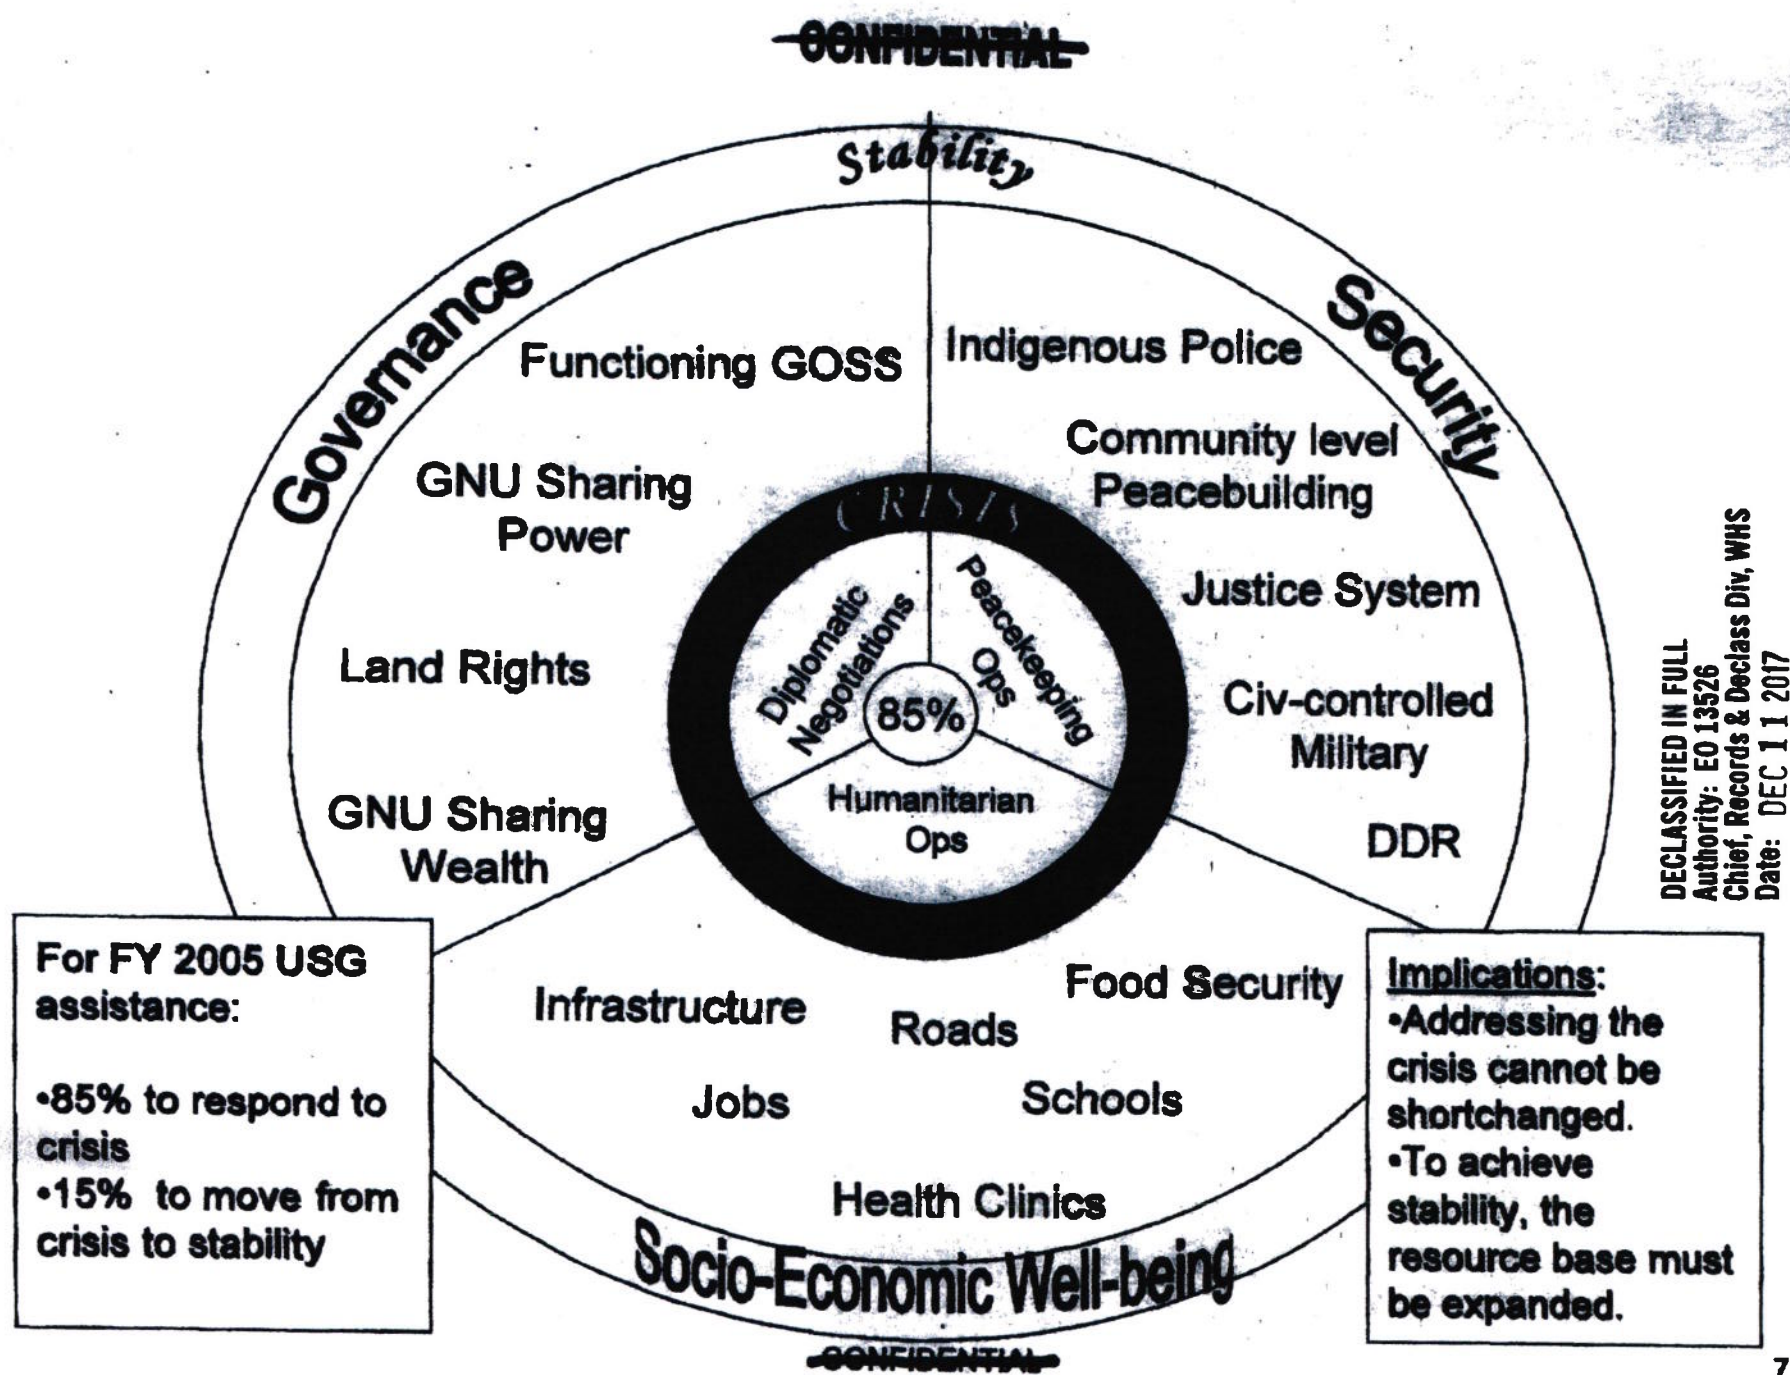 CONFIDENTIAL
Stability
Governance
Security
Functioning GOSS
Indigenous Police
GNU Sharing
Power
Community level
Peacebuilding
CRISIS
Diplomatic
Negotiations
Peacekeeping
Ops
Justice System
Land Rights
85%
Civ-controlled
Military
Humanitarian
Ops
GNU Sharing
Wealth
DDR
For FY 2005 USG
assistance:
•85% to respond to
crisis
•15% to move from
crisis to stability
Infrastructure
Roads
Food Security
Jobs
Schools
Health Clinics
Socio-Economic Well-being
Implications:
•Addressing the
crisis cannot be
shortchanged.
•To achieve
stability, the
resource base must
be expanded.
DECLASSIFIED IN FULL
Authority: EO 13526
Chief, Records & Declass Div, WHS
Date: DEC 11 2017
CONFIDENTIAL
7